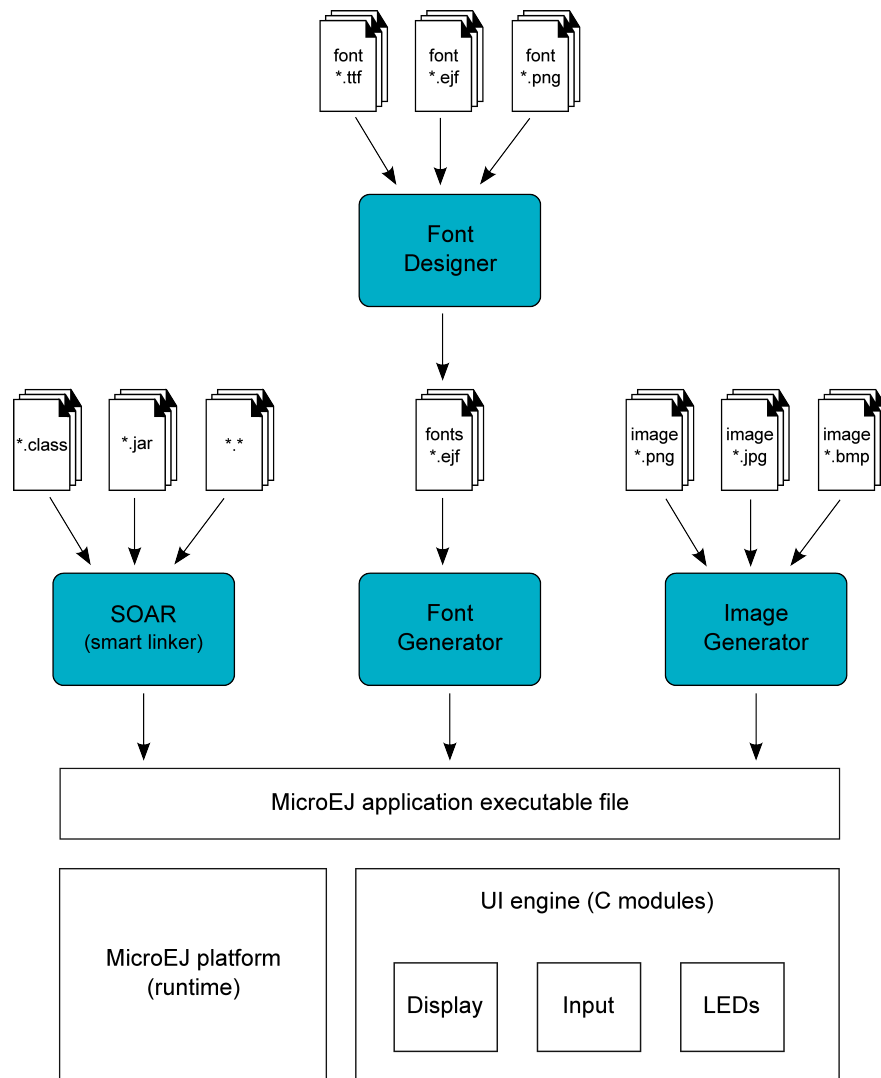 font
*.ttf
font
*.ejf
font
*.png
Font
Designer
*.class
*.jar
*.*
fonts
*.ejf
image
*.png
image
*.jpg
image
*.bmp
SOAR
(smart linker)
Font
Generator
Image
Generator
MicroEJ application executable file
MicroEJ platform
(runtime)
UI engine (C modules)
Display
Input
LEDs